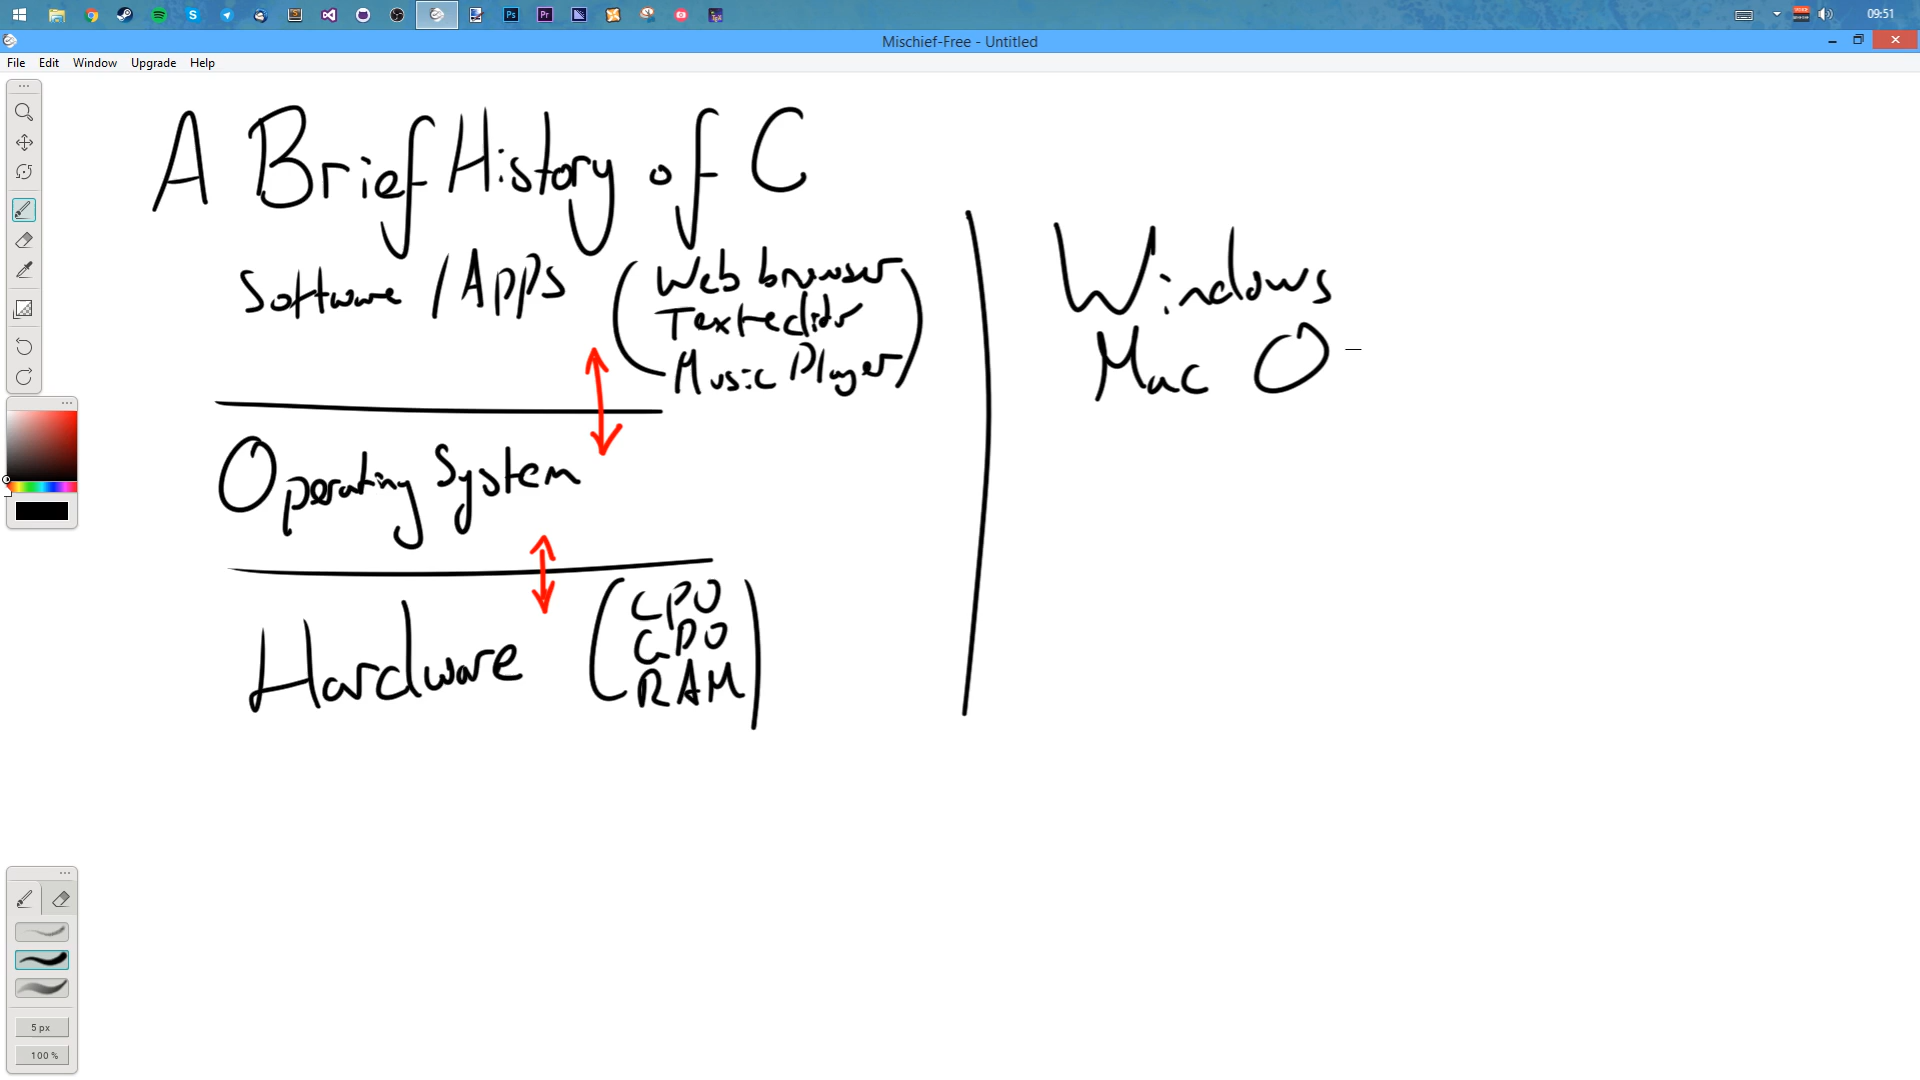 09:51
Mischief-Free - Untitled
File Edit Window Upgrade Help
A Brief History of C
Software / Apps
(Web browser
Text editor
Music Player)
Operating System
Hardware
(CPU
GPU
RAM)
Windows
Mac O
5 px
100 %